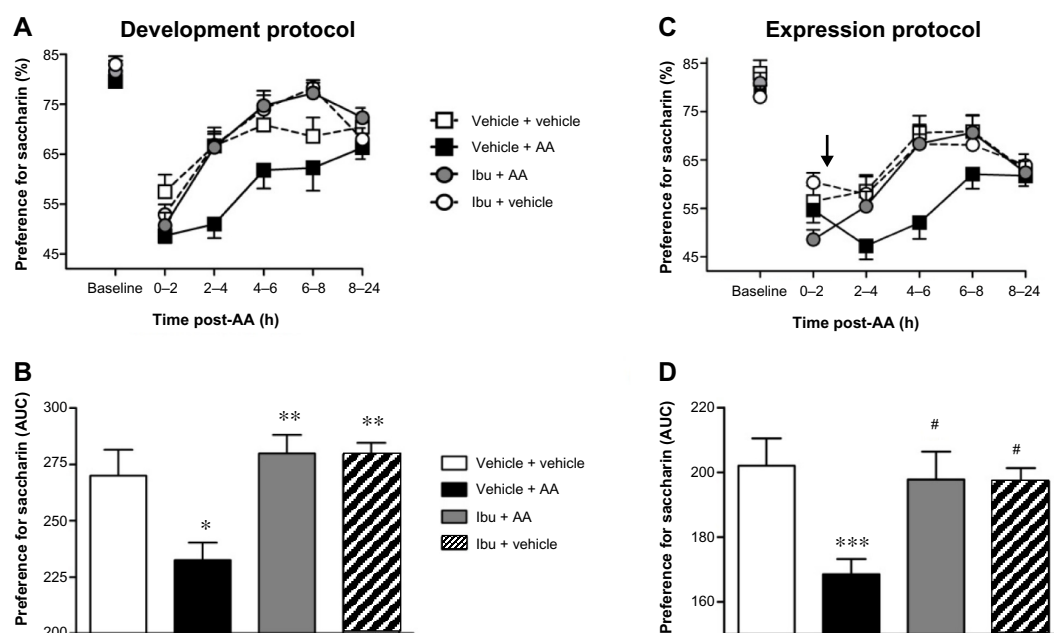 A
Development protocol
Preference for saccharin (%)
85
75
65
55
45
Baseline 0–2 2–4 4–6 6–8 8–24
Time post-AA (h)
Vehicle + vehicle
Vehicle + AA
Ibu + AA
Ibu + vehicle
C
Expression protocol
Preference for saccharin (%)
85
75
65
55
45
Baseline 0–2 2–4 4–6 6–8 8–24
Time post-AA (h)
B
Preference for saccharin (AUC)
300
275
250
225
200
*
**
**
Vehicle + vehicle
Vehicle + AA
Ibu + AA
Ibu + vehicle
D
Preference for saccharin (AUC)
220
200
180
160
***
#
#